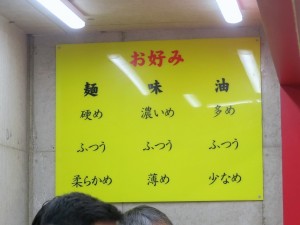 お好み
麺 味 油
硬め 濃いめ 多め
ふつう ふつう ふつう
柔らかめ 薄め 少なめ